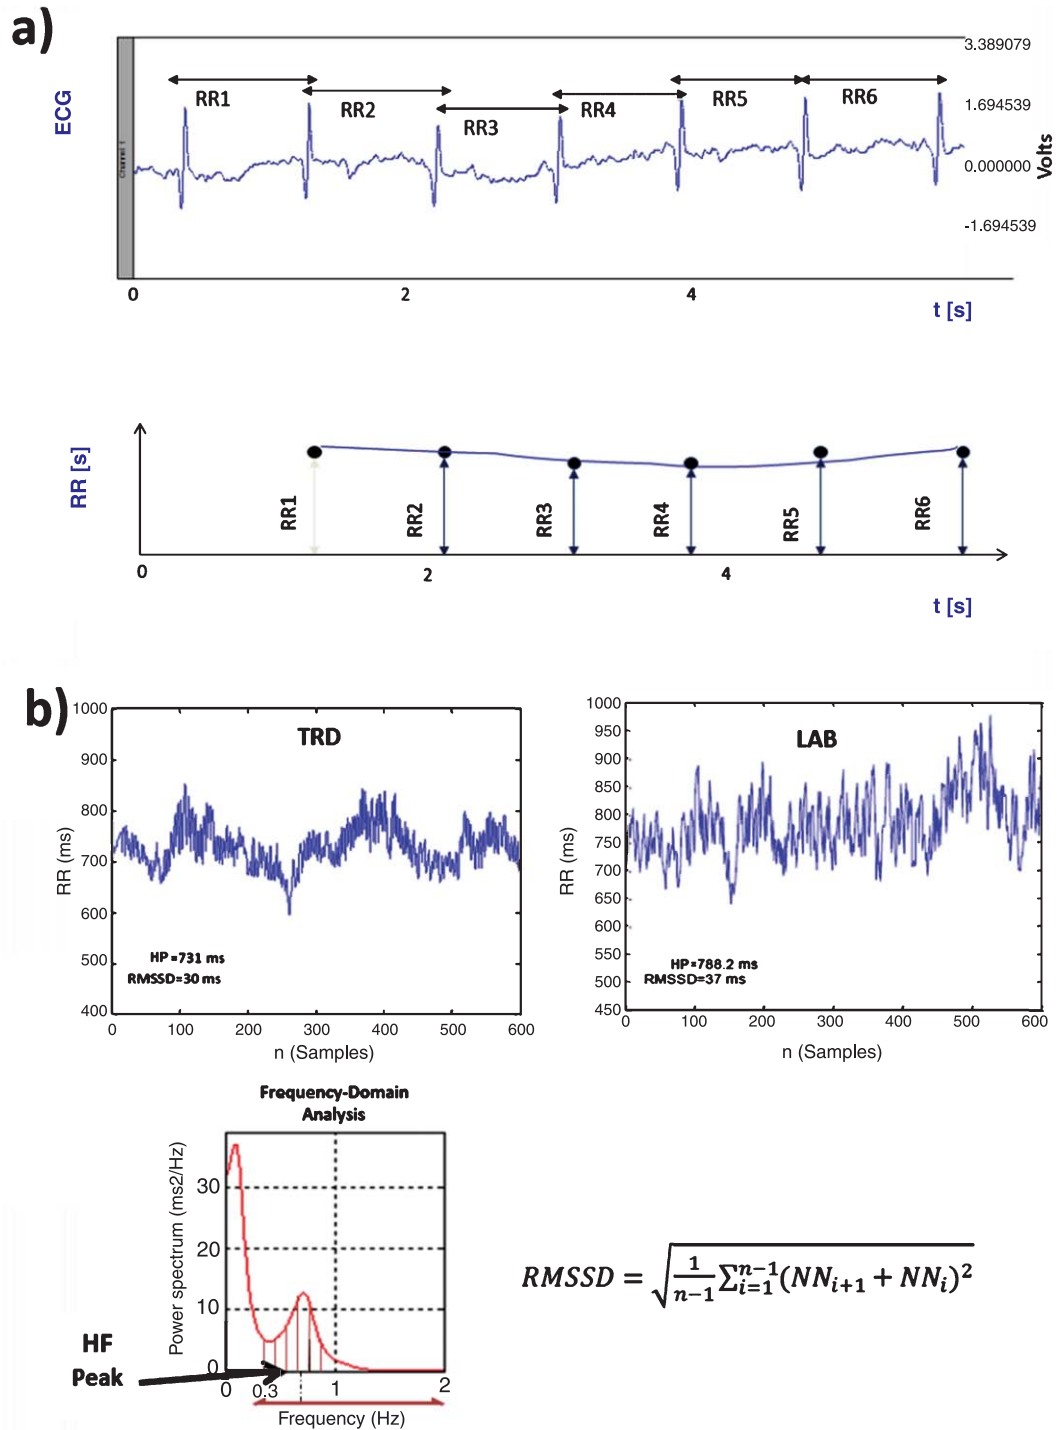 a)
ECG
Channel 1
RR1
RR2
RR3
RR4
RR5
RR6
3.389079
1.694539
0.000000
-1.694539
Volts
0
2
4
t [s]
RR [s]
RR1
RR2
RR3
RR4
RR5
RR6
0
2
4
t [s]
b)
TRD
RR (ms)
1000
900
800
700
600
500
400
HP=731 ms
RMSSD=30 ms
0 100 200 300 400 500 600
n (Samples)
LAB
RR (ms)
1000
950
900
850
800
750
700
650
600
550
500
450
HP=788.2 ms
RMSSD=37 ms
0 100 200 300 400 500 600
n (Samples)
Frequency-Domain
Analysis
Power spectrum (ms2/Hz)
30
20
10
0
0 0.3 1 2
Frequency (Hz)
HF
Peak
RMSSD = √(1/(n−1) ∑_{i=1}^{n−1} (NN_{i+1} + NN_i)²)